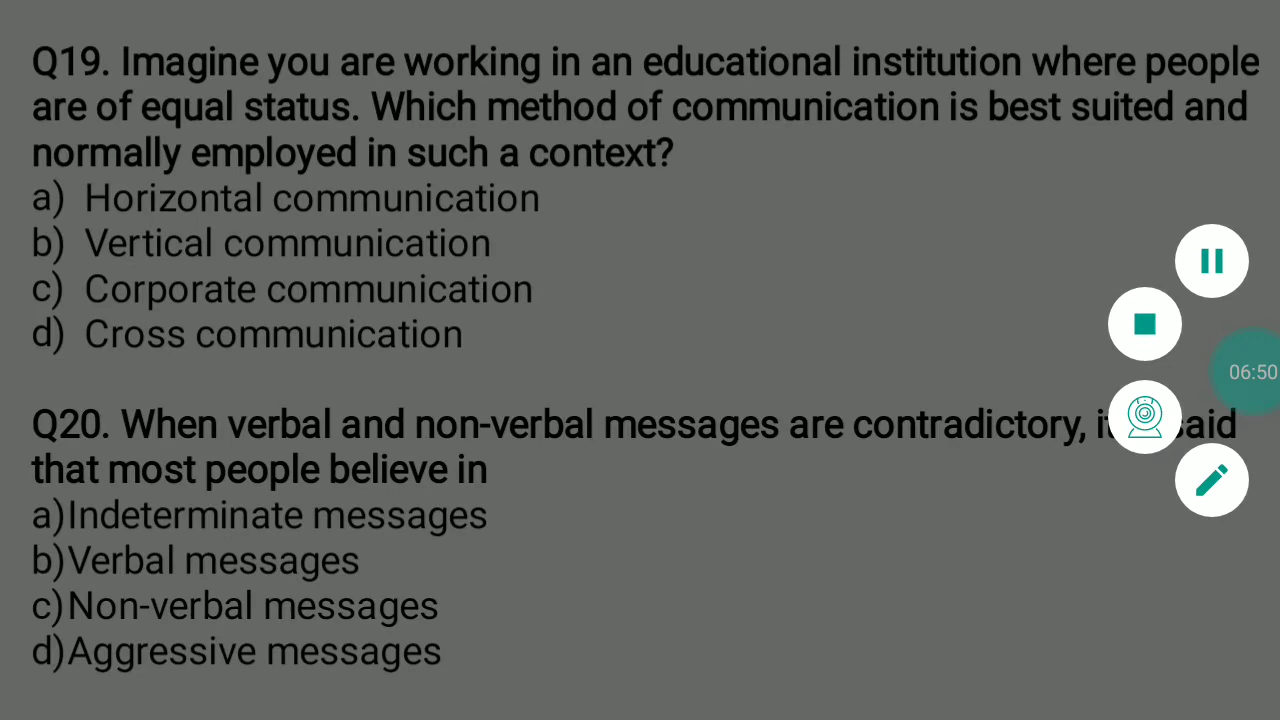 Q19. Imagine you are working in an educational institution where people
are of equal status. Which method of communication is best suited and
normally employed in such a context?
a) Horizontal communication
b) Vertical communication
c) Corporate communication
d) Cross communication
06:50
Q20. When verbal and non-verbal messages are contradictory, said
that most people believe in
a)Indeterminate messages
b)Verbal messages
c)Non-verbal messages
d)Aggressive messages